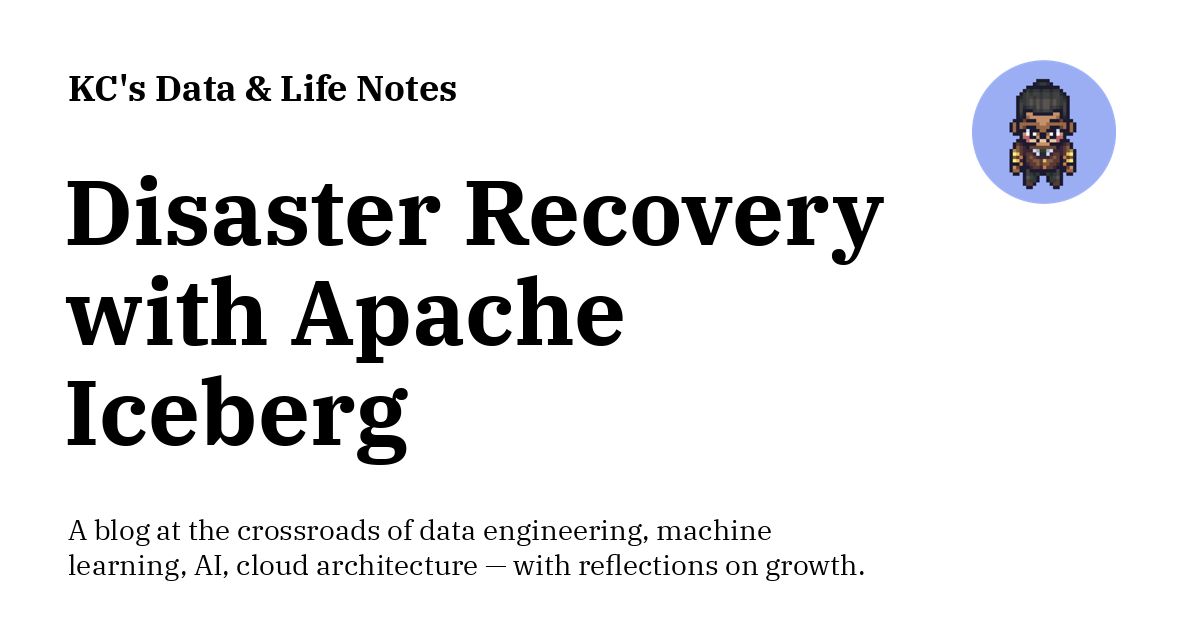 KC's Data & Life Notes
Disaster Recovery
with Apache
Iceberg
A blog at the crossroads of data engineering, machine
learning, AI, cloud architecture — with reflections on growth.